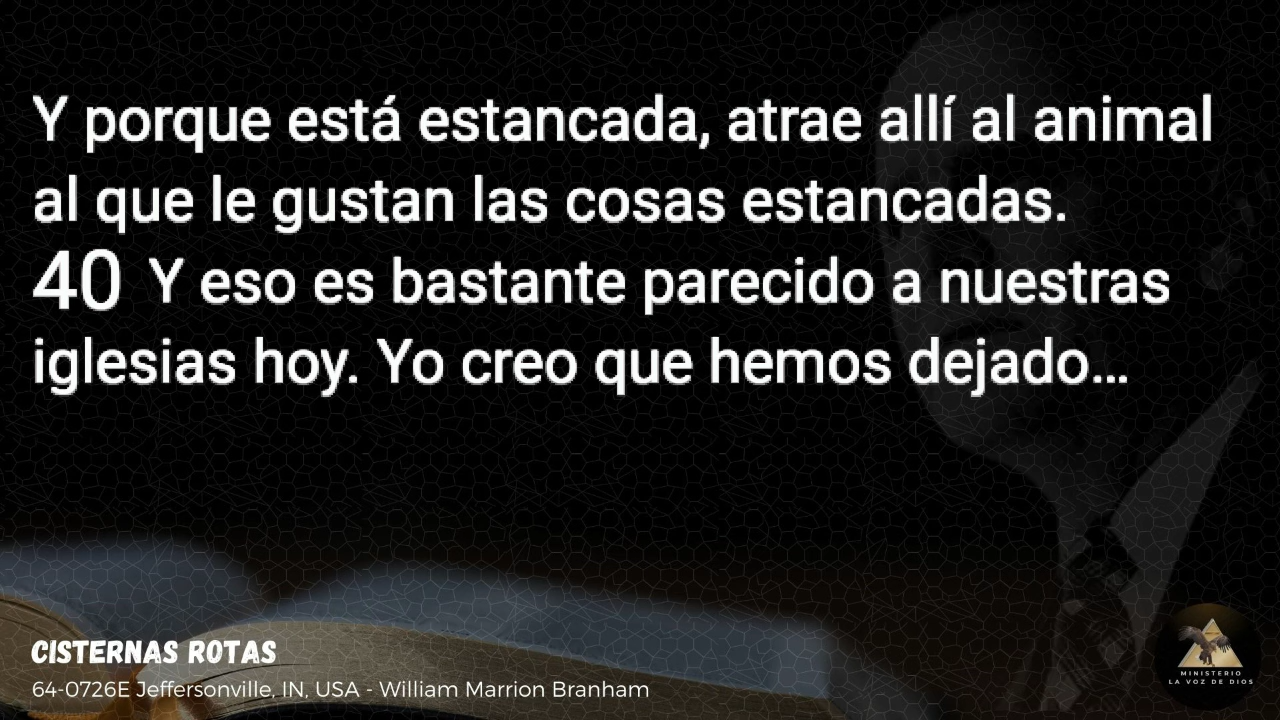 Y porque está estancada, atrae allí al animal
al que le gustan las cosas estancadas.
40 Y eso es bastante parecido a nuestras
iglesias hoy. Yo creo que hemos dejado...
CISTERNAS ROTAS
64-0726E Jeffersonville, IN, USA - William Marrion Branham
MINISTERIO
LA VOZ DE DIOS